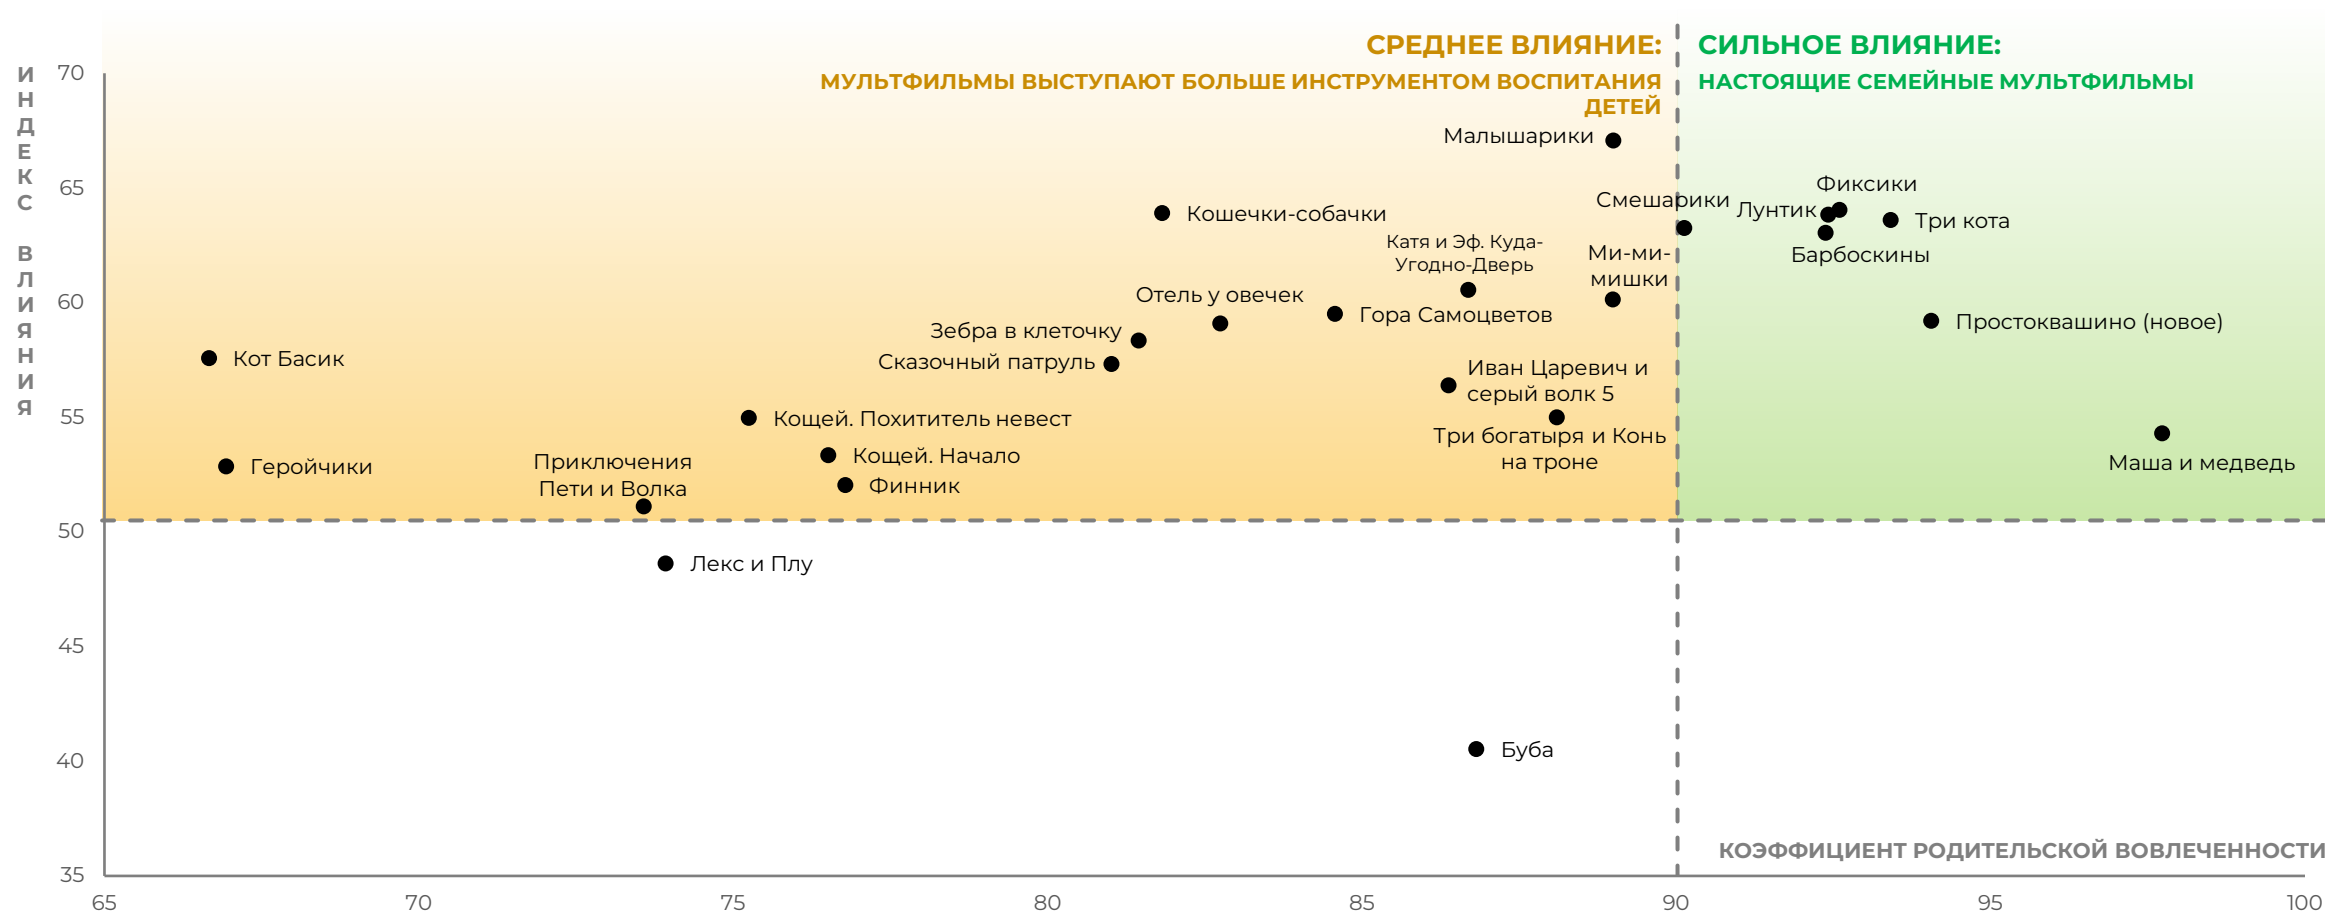 СРЕДНЕЕ ВЛИЯНИЕ:
МУЛЬТФИЛЬМЫ ВЫСТУПАЮТ БОЛЬШЕ ИНСТРУМЕНТОМ ВОСПИТАНИЯ
ДЕТЕЙ
СИЛЬНОЕ ВЛИЯНИЕ:
НАСТОЯЩИЕ СЕМЕЙНЫЕ МУЛЬТФИЛЬМЫ
ИНДЕКС ВЛИЯНИЯ
70
65
60
55
50
45
40
35
Малышарики
Фиксики
Смешарики
Лунтик
Три кота
Кошечки-собачки
Барбоскины
Катя и Эф. Куда-
Угодно-Дверь
Ми-ми-
мишки
Отель у овечек
Гора Самоцветов
Простоквашино (новое)
Зебра в клеточку
Сказочный патруль
Кот Басик
Иван Царевич и
серый волк 5
Кощей. Похититель невест
Три богатыря и Конь
на троне
Кощей. Начало
Маша и медведь
Геройчики
Приключения
Пети и Волка
Финник
Лекс и Плу
Буба
КОЭФФИЦИЕНТ РОДИТЕЛЬСКОЙ ВОВЛЕЧЕННОСТИ
65 70 75 80 85 90 95 100